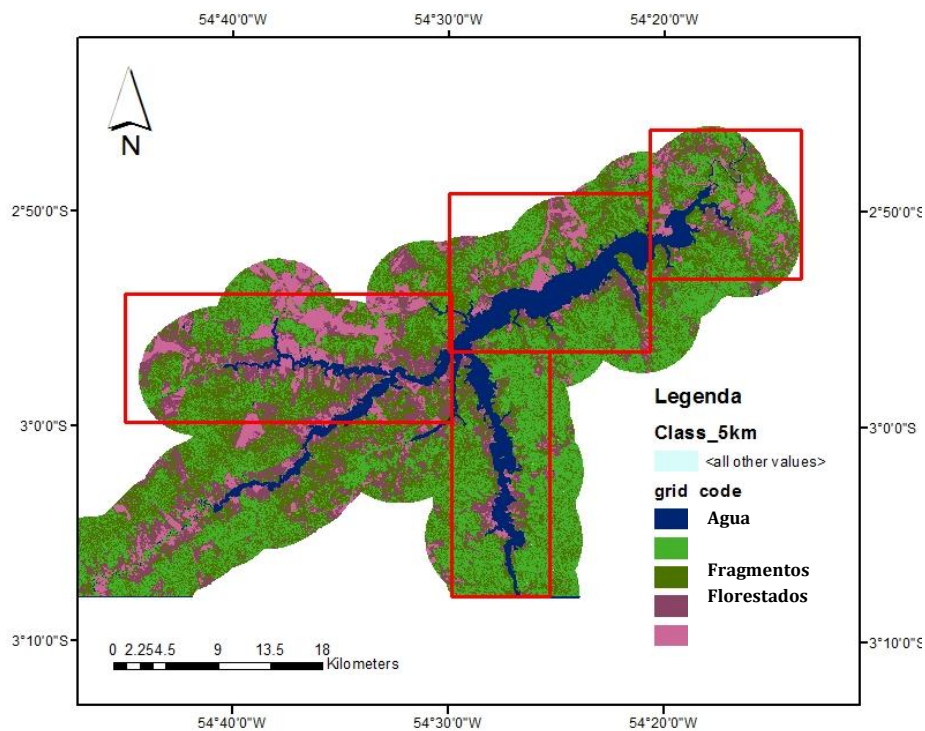 54°40'0"W 54°30'0"W 54°20'0"W
N
2°50'0"S 2°50'0"S
3°0'0"S 3°0'0"S
3°10'0"S 3°10'0"S
Legenda
Class_5km
<all other values>
grid_code
Agua
Fragmentos
Florestados
0 2.254.5 9 13.5 18
Kilometers
54°40'0"W 54°30'0"W 54°20'0"W